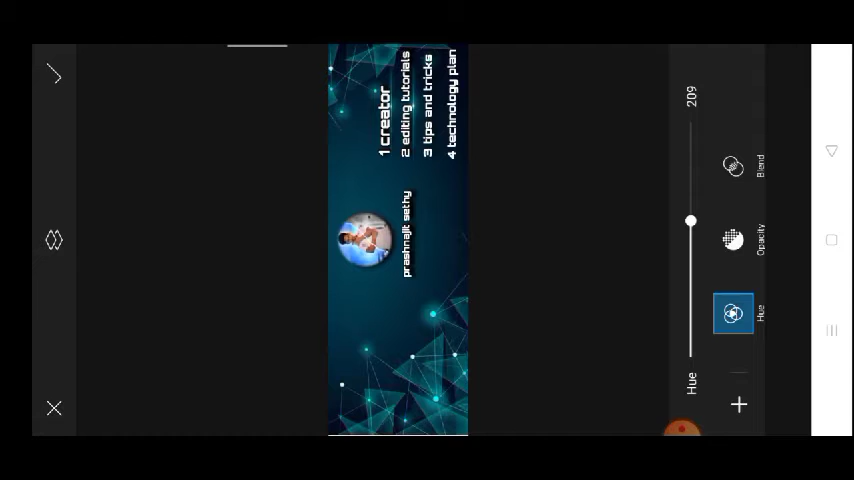 1 creator
2 editing tutorials
3 tips and tricks
4 technology plan
prashnajit sethy
Hue
209
Hue
Opacity
Blend